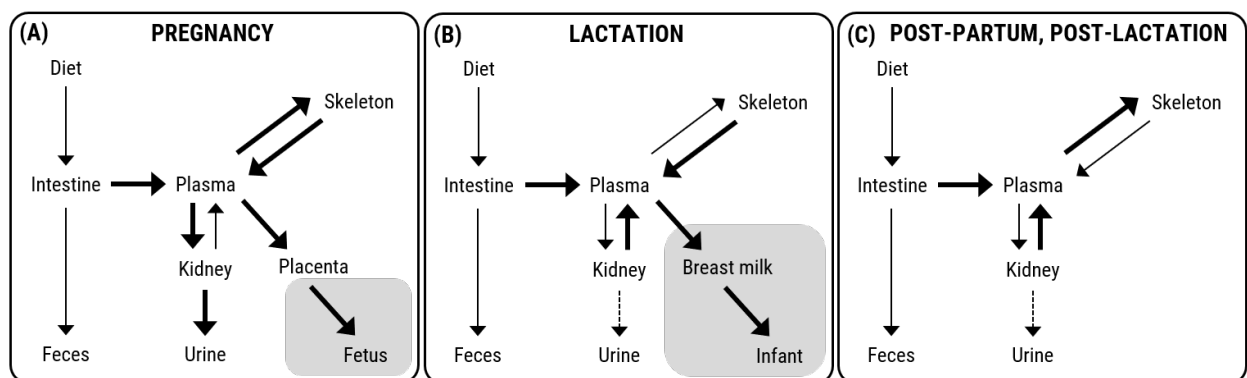 (A) PREGNANCY
Diet
Skeleton
Intestine
Plasma
Kidney
Placenta
Feces
Urine
Fetus
(B) LACTATION
Diet
Skeleton
Intestine
Plasma
Kidney
Breast milk
Feces
Urine
Infant
(C) POST-PARTUM, POST-LACTATION
Diet
Skeleton
Intestine
Plasma
Kidney
Feces
Urine